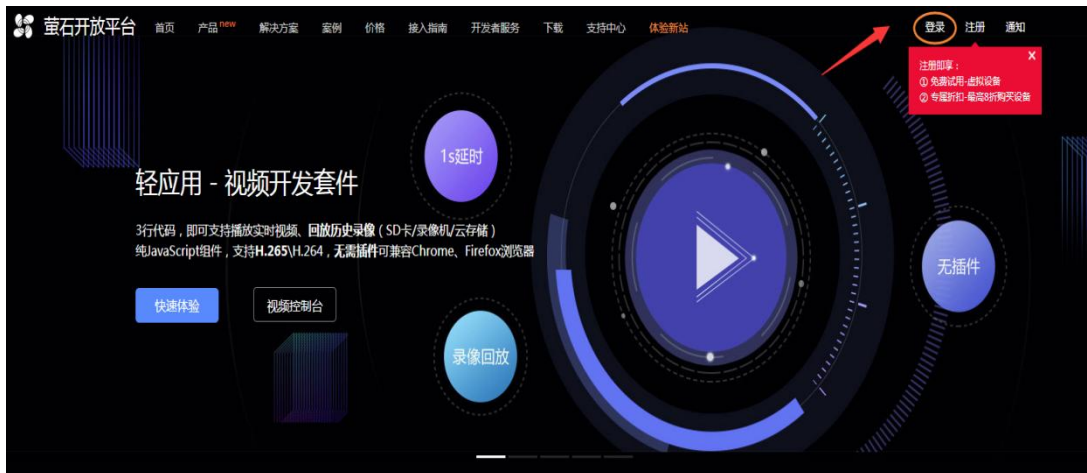 萤石开放平台 首页 产品new 解决方案 案例 价格 接入指南 开发者服务 下载 支持中心 体验新站 登录 注册 通知
注册即享： X
① 免费试用-虚拟设备
② 专属折扣-最高8折购买设备
1s延时
轻应用 - 视频开发套件
3行代码，即可支持播放实时视频、回放历史录像（SD卡/录像机/云存储）
纯JavaScript组件，支持H.265\H.264，无需插件可兼容Chrome、Firefox浏览器
无插件
快速体验 视频控制台
录像回放